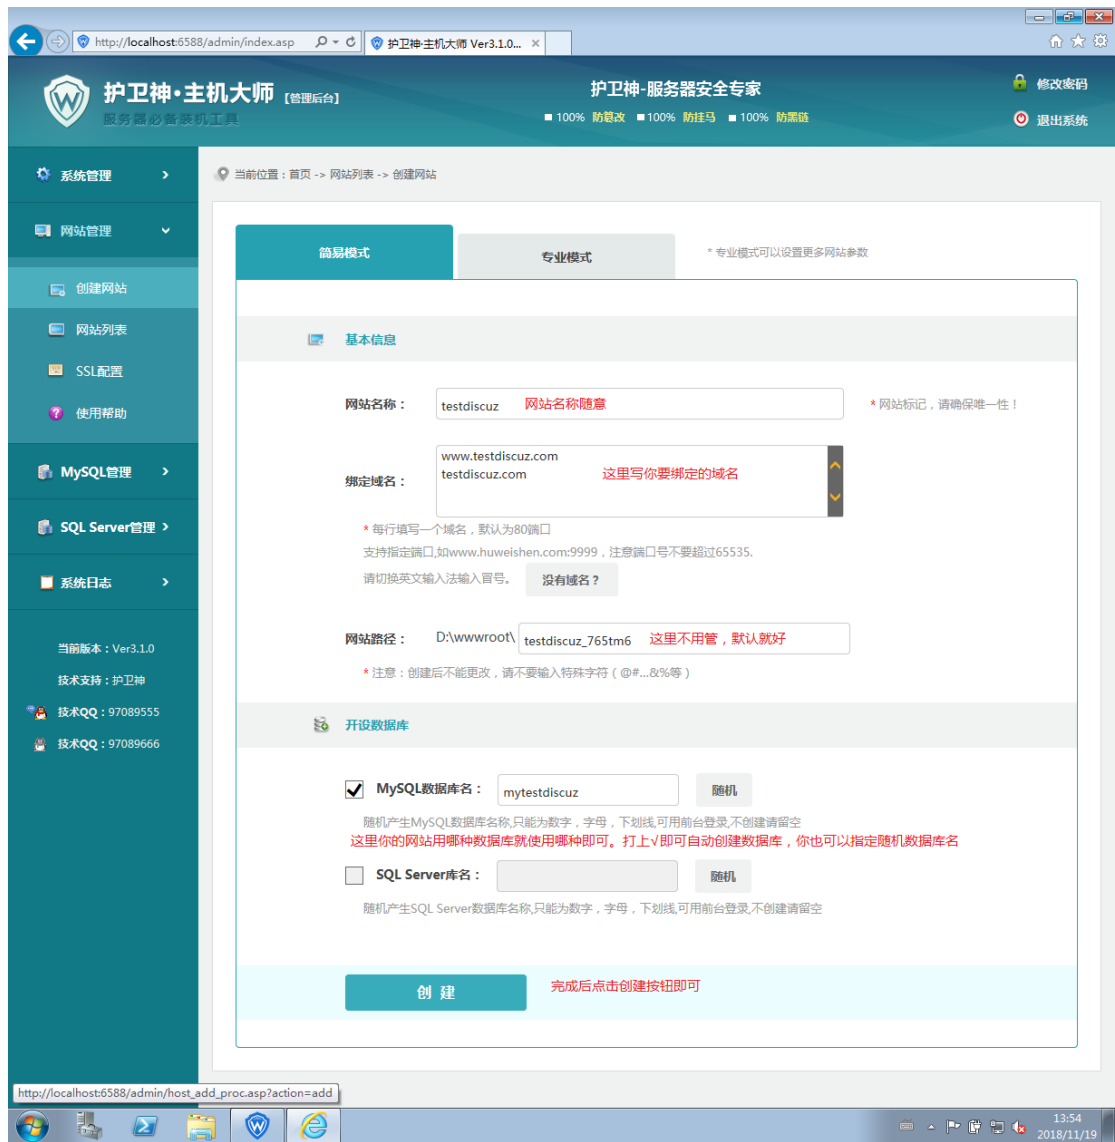 http://localhost:6588/admin/index.asp
护卫神·主机大师 Ver3.1.0...
护卫神·主机大师 [管理后台]
服务器必备装机工具
护卫神-服务器安全专家
100% 防篡改 100% 防挂马 100% 防黑链
修改密码
退出系统
系统管理
当前位置：首页 -> 网站列表 -> 创建网站
网站管理
简易模式
专业模式
* 专业模式可以设置更多网站参数
创建网站
网站列表
SSL配置
使用帮助
MySQL管理
SQL Server管理
系统日志
当前版本：Ver3.1.0
技术支持：护卫神
技术QQ：97089555
技术QQ：97089666
基本信息
网站名称： testdiscuz 网站名称随意 * 网站标记，请确保唯一性！
绑定域名：
www.testdiscuz.com
testdiscuz.com 这里写你要绑定的域名
* 每行填写一个域名，默认为80端口
支持指定端口,如www.huweishen.com:9999，注意端口号不要超过65535.
请切换英文输入法输入冒号。 没有域名？
网站路径： D:\wwwroot\ testdiscuz_765tm6 这里不用管，默认就好
* 注意：创建后不能更改，请不要输入特殊字符（@#...&%等）
开设数据库
MySQL数据库名： mytestdiscuz 随机
随机产生MySQL数据库名称,只能为数字，字母，下划线,可用前台登录,不创建请留空
这里你的网站用哪种数据库就使用哪种即可。打上√即可自动创建数据库，你也可以指定随机数据库名
SQL Server库名： 随机
随机产生SQL Server数据库名称,只能为数字，字母，下划线,可用前台登录,不创建请留空
创 建 完成后点击创建按钮即可
http://localhost:6588/admin/host_add_proc.asp?action=add
13:54
2018/11/19